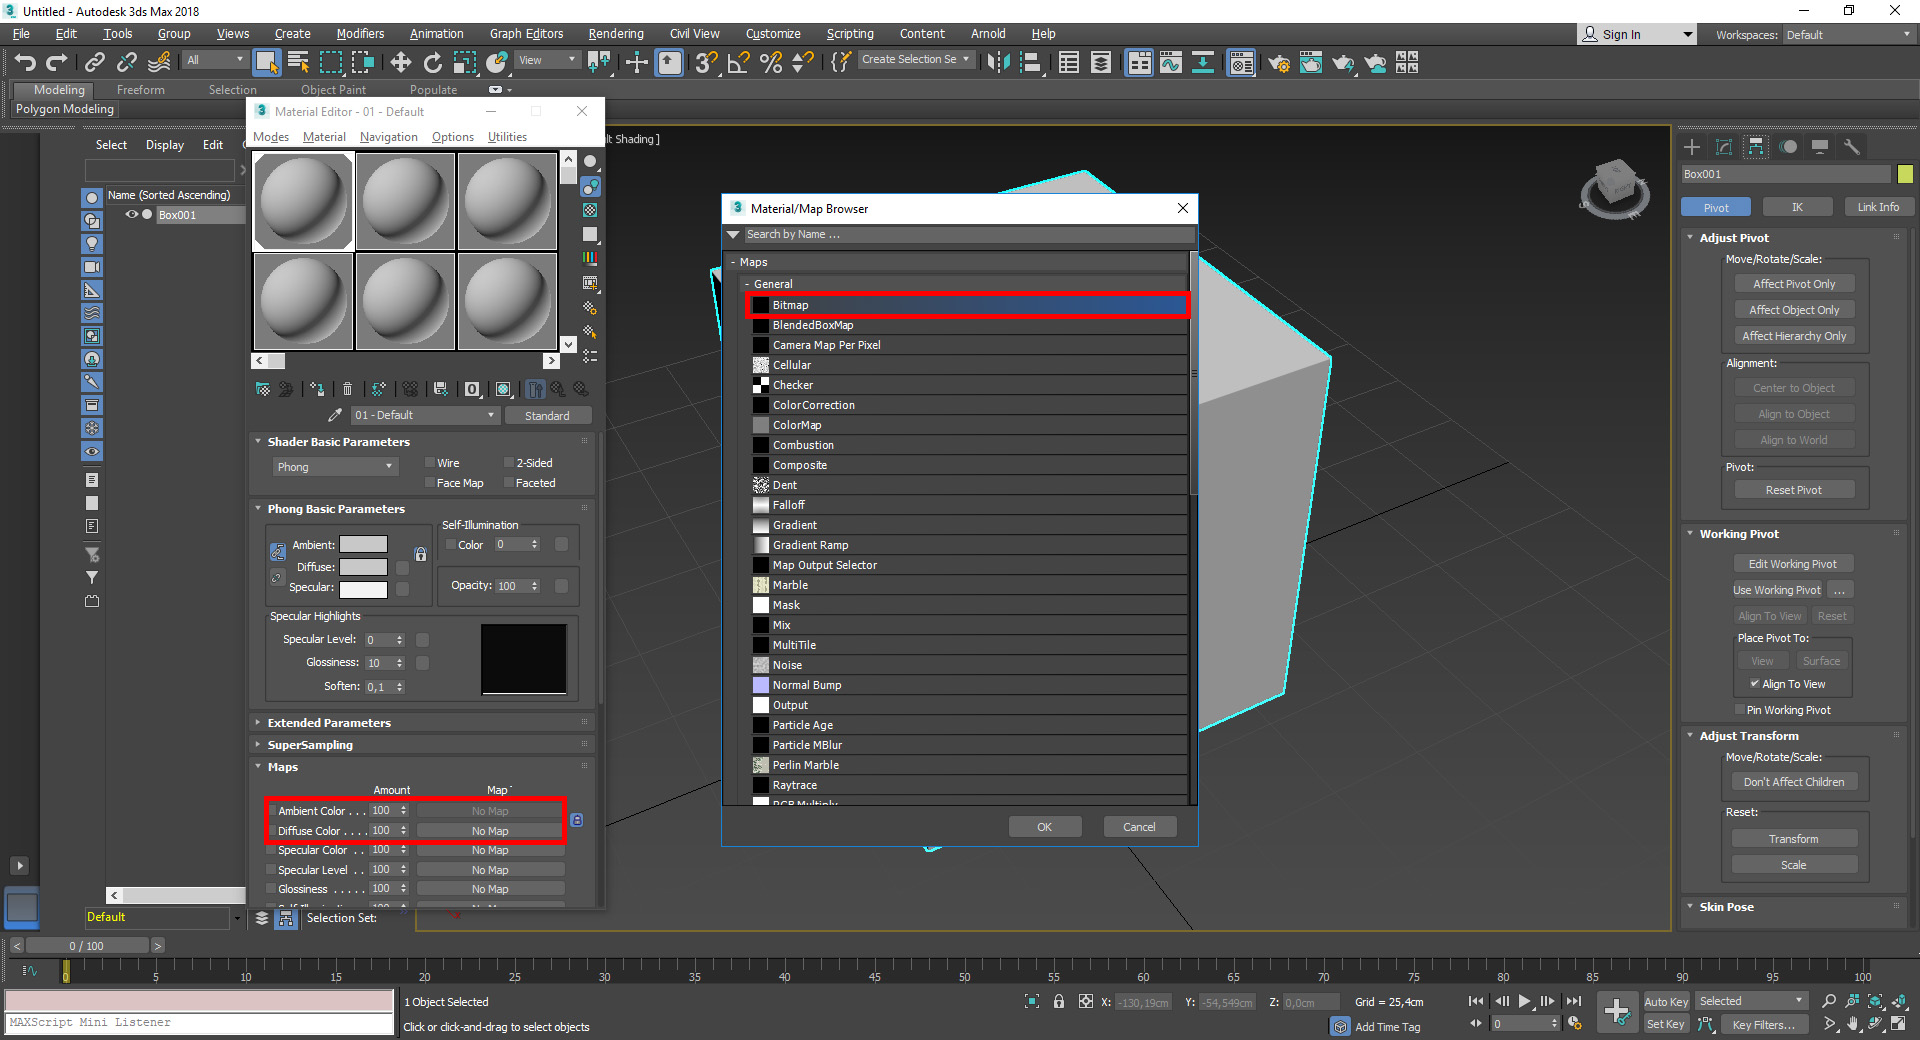 Untitled - Autodesk 3ds Max 2018
File Edit Tools Group Views Create Modifiers Animation Graph Editors Rendering Civil View Customize Scripting Content Arnold Help
Sign In
Workspaces: Default
All
View
Create Selection Se
Modeling Freeform Selection Object Paint Populate
Polygon Modeling
Select Display Edit
Name (Sorted Ascending)
Box001
Default
Selection Set:
Material Editor - 01 - Default
Modes Material Navigation Options Utilities
01 - Default
Standard
Shader Basic Parameters
Phong
Wire
2-Sided
Face Map
Faceted
Phong Basic Parameters
Ambient:
Diffuse:
Specular:
Self-Illumination
Color 0
Opacity: 100
Specular Highlights
Specular Level: 0
Glossiness: 10
Soften: 0,1
Extended Parameters
SuperSampling
Maps
Amount Map
Ambient Color . . . 100 No Map
Diffuse Color . . . . 100 No Map
Specular Color . . 100 No Map
Specular Level . . 100 No Map
Glossiness . . . . . 100 No Map
Shading ]
Material/Map Browser
Search by Name ...
- Maps
- General
Bitmap
BlendedBoxMap
Camera Map Per Pixel
Cellular
Checker
ColorCorrection
ColorMap
Combustion
Composite
Dent
Falloff
Gradient
Gradient Ramp
Map Output Selector
Marble
Mask
Mix
MultiTile
Noise
Normal Bump
Output
Particle Age
Particle MBlur
Perlin Marble
Raytrace
RGB Multiply
OK
Cancel
Box001
Pivot IK Link Info
Adjust Pivot
Move/Rotate/Scale:
Affect Pivot Only
Affect Object Only
Affect Hierarchy Only
Alignment:
Center to Object
Align to Object
Align to World
Pivot:
Reset Pivot
Working Pivot
Edit Working Pivot
Use Working Pivot ...
Align To View Reset
Place Pivot To:
View Surface
Align To View
Pin Working Pivot
Adjust Transform
Move/Rotate/Scale:
Don't Affect Children
Reset:
Transform
Scale
Skin Pose
< 0 / 100 >
0 5 10 15 20 25 30 35 40 45 50 55 60 65 70 75 80 85 90 95 100
MAXScript Mini Listener
1 Object Selected
Click or click-and-drag to select objects
X: -130,19cm Y: -54,549cm Z: 0,0cm
Grid = 25,4cm
Add Time Tag
0
Auto Key Selected
Set Key Key Filters...